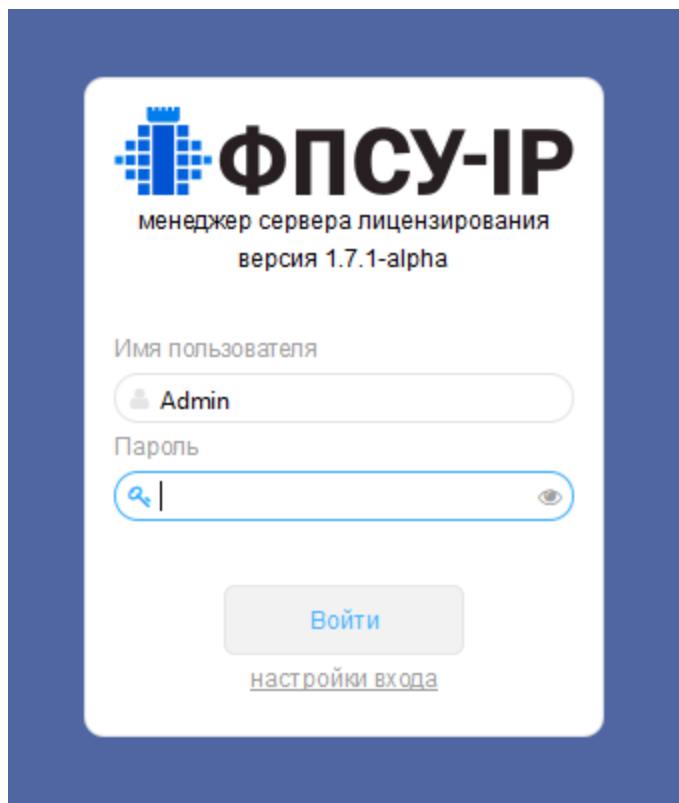 ФПСУ-IP
менеджер сервера лицензирования
версия 1.7.1-alpha
Имя пользователя
Admin
Пароль
Войти
настройки входа